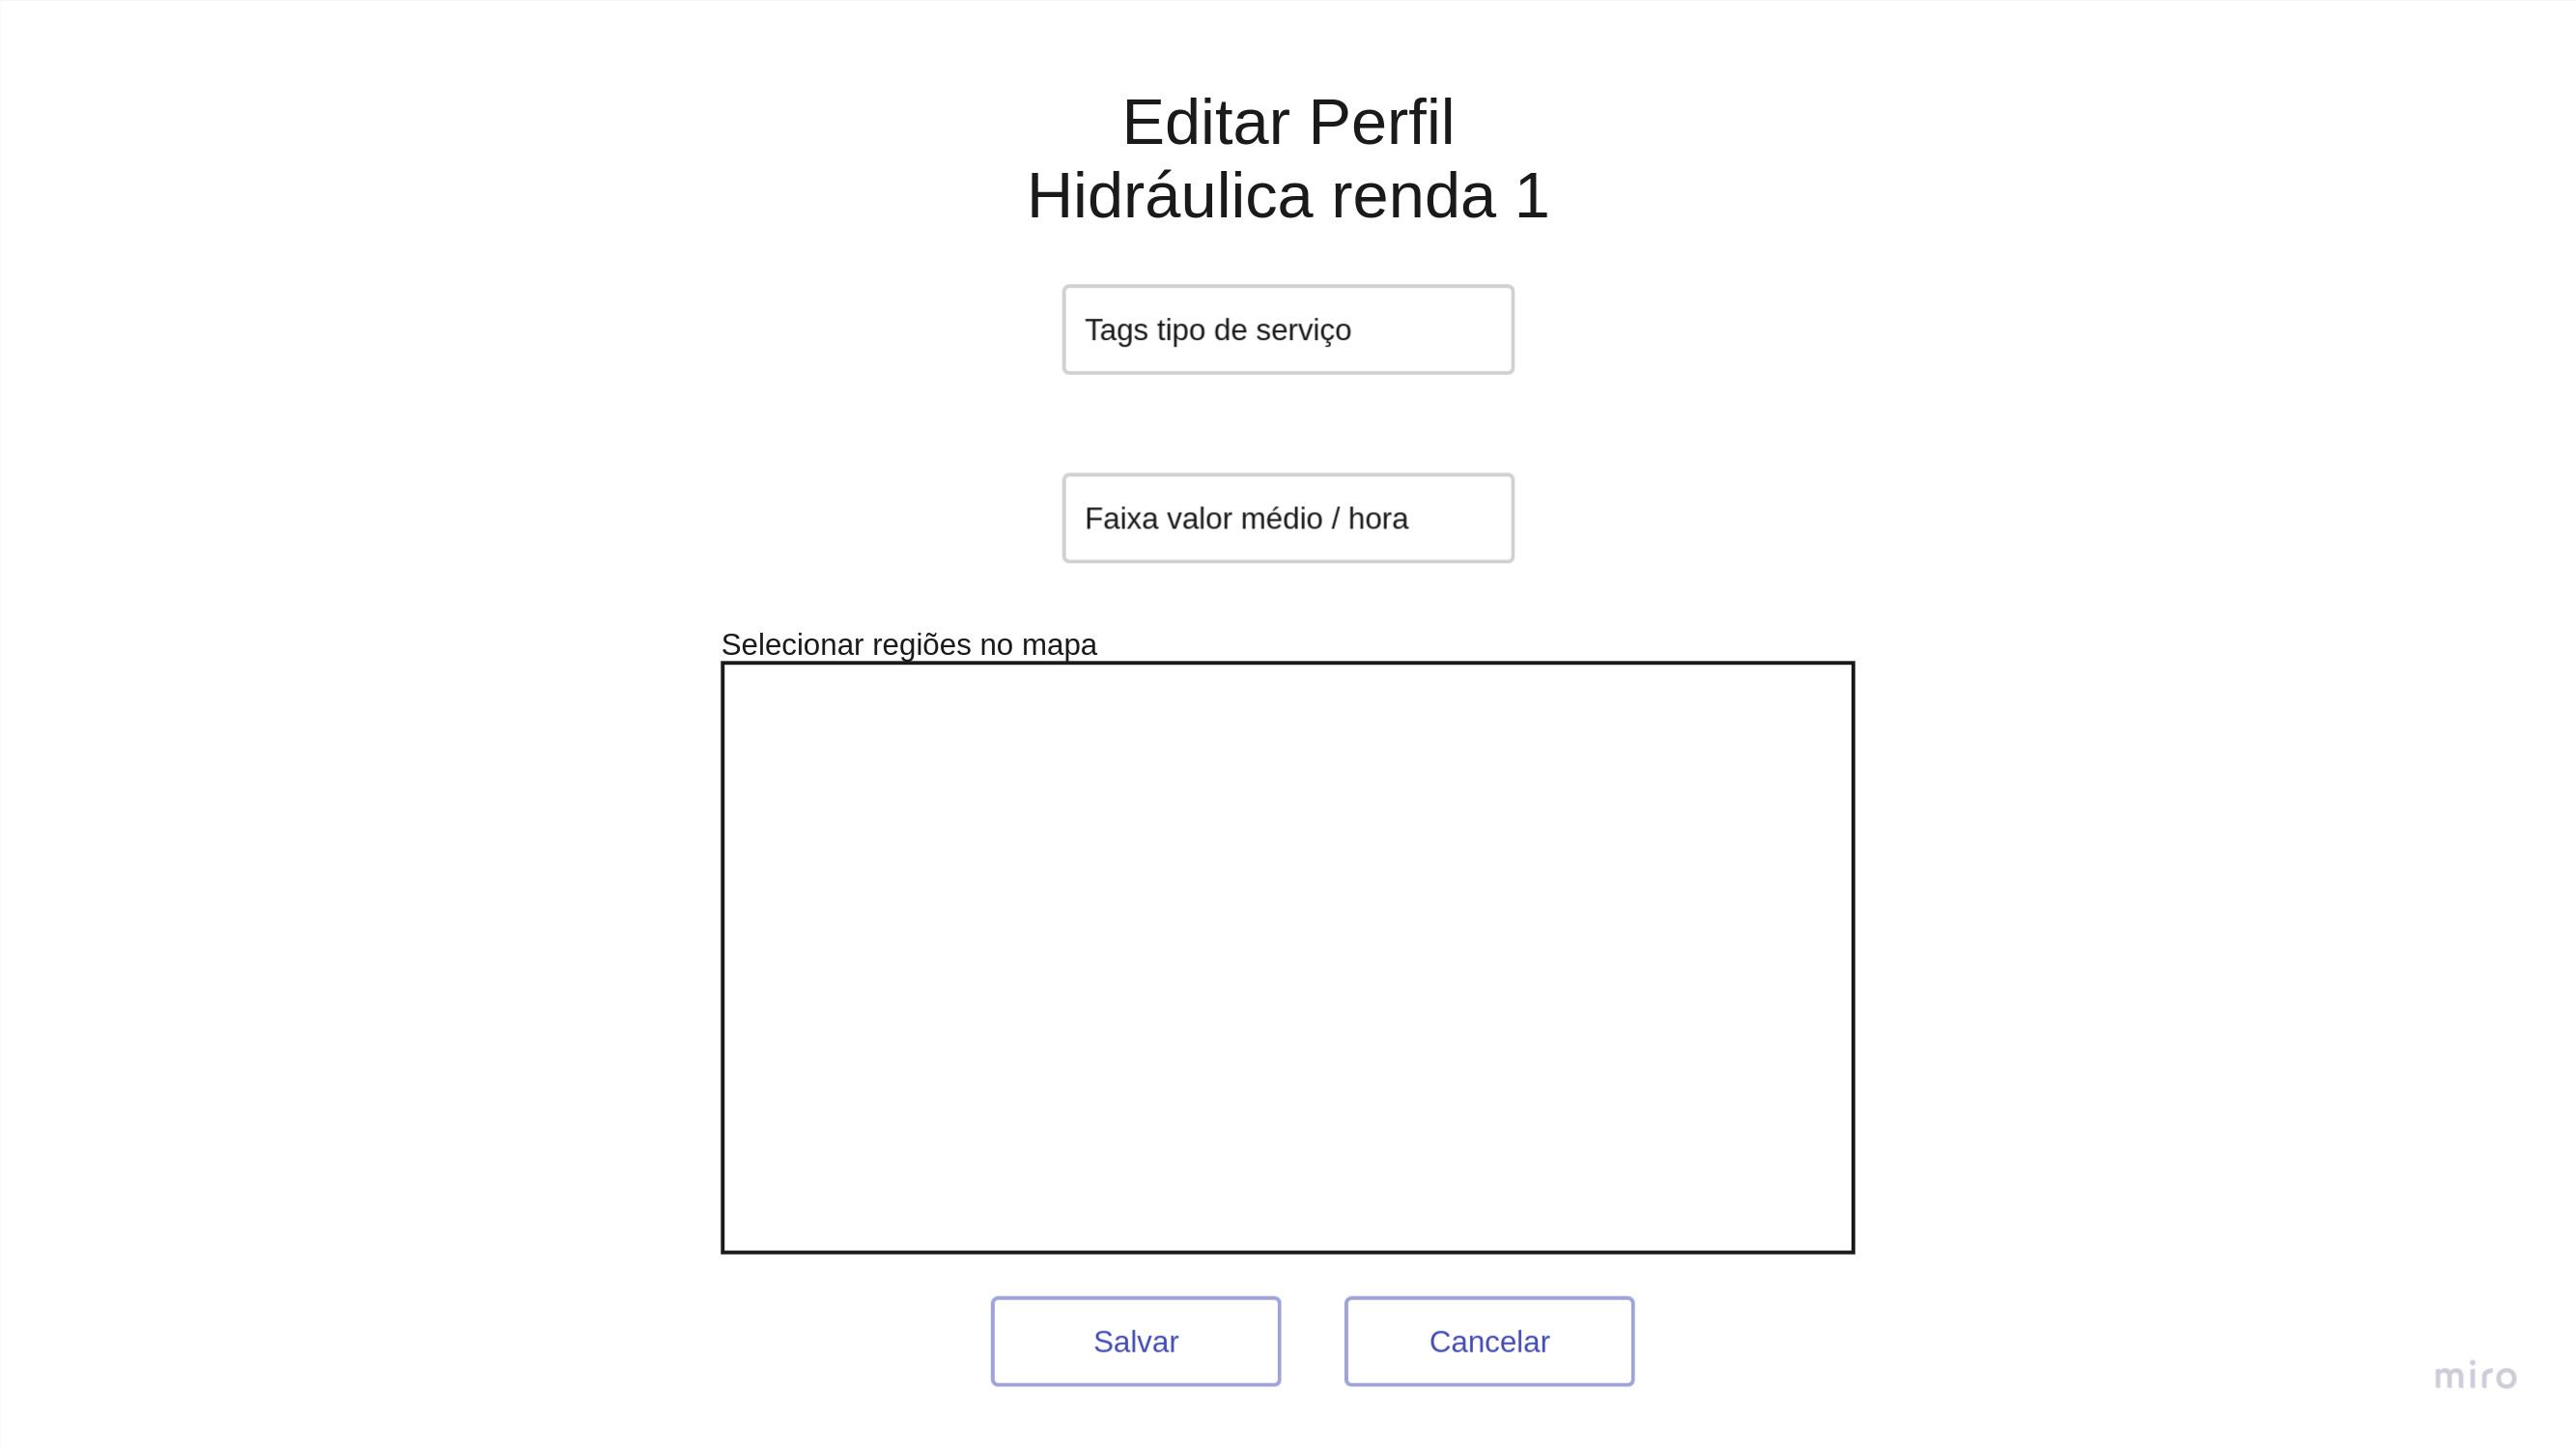 Editar Perfil
Hidráulica renda 1
Tags tipo de serviço
Faixa valor médio / hora
Selecionar regiões no mapa
Salvar
Cancelar
miro